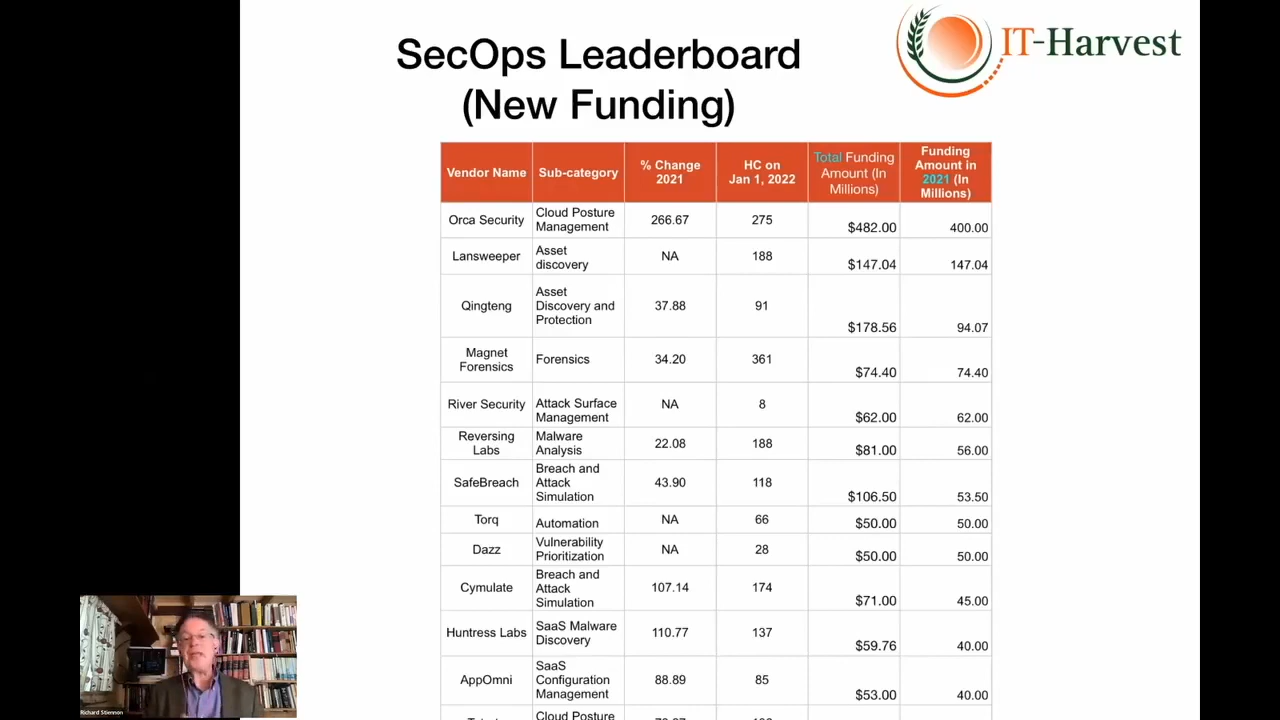 SecOps Leaderboard
(New Funding)
IT-Harvest
Vendor Name Sub-category % Change 2021 HC on Jan 1, 2022 Total Funding Amount (In Millions) Funding Amount in 2021 (In Millions)
Orca Security Cloud Posture Management 266.67 275 $482.00 400.00
Lansweeper Asset discovery NA 188 $147.04 147.04
Qingteng Asset Discovery and Protection 37.88 91 $178.56 94.07
Magnet Forensics Forensics 34.20 361 $74.40 74.40
River Security Attack Surface Management NA 8 $62.00 62.00
Reversing Labs Malware Analysis 22.08 188 $81.00 56.00
SafeBreach Breach and Attack Simulation 43.90 118 $106.50 53.50
Torq Automation NA 66 $50.00 50.00
Dazz Vulnerability Prioritization NA 28 $50.00 50.00
Cymulate Breach and Attack Simulation 107.14 174 $71.00 45.00
Huntress Labs SaaS Malware Discovery 110.77 137 $59.76 40.00
AppOmni SaaS Configuration Management 88.89 85 $53.00 40.00
Cloud Posture
Richard Stiennon